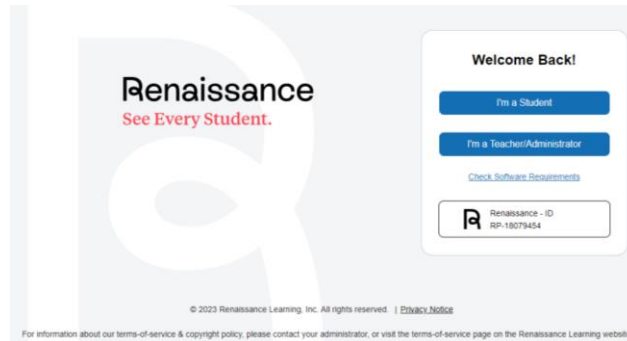 Renaissance
See Every Student.
Welcome Back!
I'm a Student
I'm a Teacher/Administrator
Check Software Requirements
Renaissance - ID
RP-18079454
© 2023 Renaissance Learning, Inc. All rights reserved. | Privacy Notice
For information about our terms-of-service & copyright policy, please contact your administrator, or visit the terms-of-service page on the Renaissance Learning websit